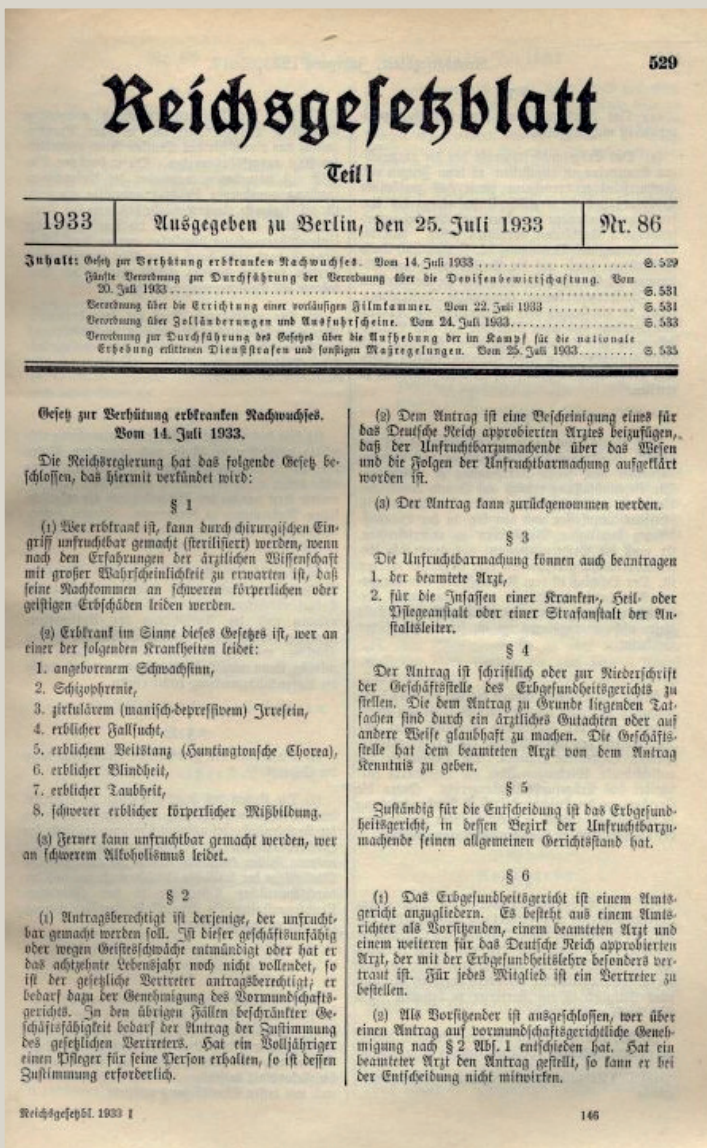 529
Reichsgesetzblatt
Teil I
1933
Ausgegeben zu Berlin, den 25. Juli 1933
Nr. 86
Inhalt: Gesetz zur Verhütung erbkranken Nachwuchses. Vom 14. Juli 1933 ........................ S. 529
Fünfte Verordnung zur Durchführung der Verordnung über die Devisenbewirtschaftung. Vom
20. Juli 1933 ........................ S. 531
Verordnung über die Errichtung einer vorläufigen Filmkammer. Vom 22. Juli 1933 ............ S. 531
Verordnung über Zolländerungen und Ausfuhrscheine. Vom 24. Juli 1933 .................. S. 533
Verordnung zur Durchführung des Gesetzes über die Aufhebung der im Kampf für die nationale
Erhebung erlittenen Dienststrafen und sonstigen Maßregelungen. Vom 25. Juli 1933 ......... S. 535
Gesetz zur Verhütung erbkranken Nachwuchses.
Vom 14. Juli 1933.
Die Reichsregierung hat das folgende Gesetz be-
schlossen, das hiermit verkündet wird:
§ 1
(1) Wer erbkrank ist, kann durch chirurgischen Ein-
griff unfruchtbar gemacht (sterilisiert) werden, wenn
nach den Erfahrungen der ärztlichen Wissenschaft
mit großer Wahrscheinlichkeit zu erwarten ist, daß
seine Nachkommen an schweren körperlichen oder
geistigen Erbschäden leiden werden.
(2) Erbkrank im Sinne dieses Gesetzes ist, wer an
einer der folgenden Krankheiten leidet:
1. angeborenem Schwachsinn,
2. Schizophrenie,
3. zirkulärem (manisch-depressivem) Irresein,
4. erblicher Fallsucht,
5. erblichem Veitstanz (Huntingtonsche Chorea),
6. erblicher Blindheit,
7. erblicher Taubheit,
8. schwerer erblicher körperlicher Mißbildung.
(3) Ferner kann unfruchtbar gemacht werden, wer
an schwerem Alkoholismus leidet.
§ 2
(1) Antragsberechtigt ist derjenige, der unfrucht-
bar gemacht werden soll. Ist dieser geschäftsunfähig
oder wegen Geistesschwäche entmündigt oder hat er
das achtzehnte Lebensjahr noch nicht vollendet, so
ist der gesetzliche Vertreter antragsberechtigt; er
bedarf dazu der Genehmigung des Vormundschafts-
gerichts. In den übrigen Fällen beschränkter Ge-
schäftsfähigkeit bedarf der Antrag der Zustimmung
des gesetzlichen Vertreters. Hat ein Volljähriger
einen Pfleger für seine Person erhalten, so ist dessen
Zustimmung erforderlich.
(2) Dem Antrag ist eine Bescheinigung eines für
das Deutsche Reich approbierten Arztes beizufügen,
daß der Unfruchtbarzumachende über das Wesen
und die Folgen der Unfruchtbarmachung aufgeklärt
worden ist.
(3) Der Antrag kann zurückgenommen werden.
§ 3
Die Unfruchtbarmachung können auch beantragen
1. der beamtete Arzt,
2. für die Insassen einer Kranken-, Heil- oder
Pflegeanstalt oder einer Strafanstalt der An-
staltsleiter.
§ 4
Der Antrag ist schriftlich oder zur Niederschrift
der Geschäftsstelle des Erbgesundheitsgerichts zu
stellen. Die dem Antrag zu Grunde liegenden Tat-
sachen sind durch ein ärztliches Gutachten oder auf
andere Weise glaubhaft zu machen. Die Geschäfts-
stelle hat dem beamteten Arzt von dem Antrag
Kenntnis zu geben.
§ 5
Zuständig für die Entscheidung ist das Erbgesund-
heitsgericht, in dessen Bezirk der Unfruchtbarzu-
machende seinen allgemeinen Gerichtsstand hat.
§ 6
(1) Das Erbgesundheitsgericht ist einem Amts-
gericht anzugliedern. Es besteht aus einem Amts-
richter als Vorsitzenden, einem beamteten Arzt und
einem weiteren für das Deutsche Reich approbierten
Arzt, der mit der Erbgesundheitslehre besonders ver-
traut ist. Für jedes Mitglied ist ein Vertreter zu
bestellen.
(2) Als Vorsitzender ist ausgeschlossen, wer über
einen Antrag auf vormundschaftsgerichtliche Geneh-
migung nach § 2 Abs. 1 entschieden hat. Hat ein
beamteter Arzt den Antrag gestellt, so kann er bei
der Entscheidung nicht mitwirken.
Reichsgesetzbl. 1933 I
146